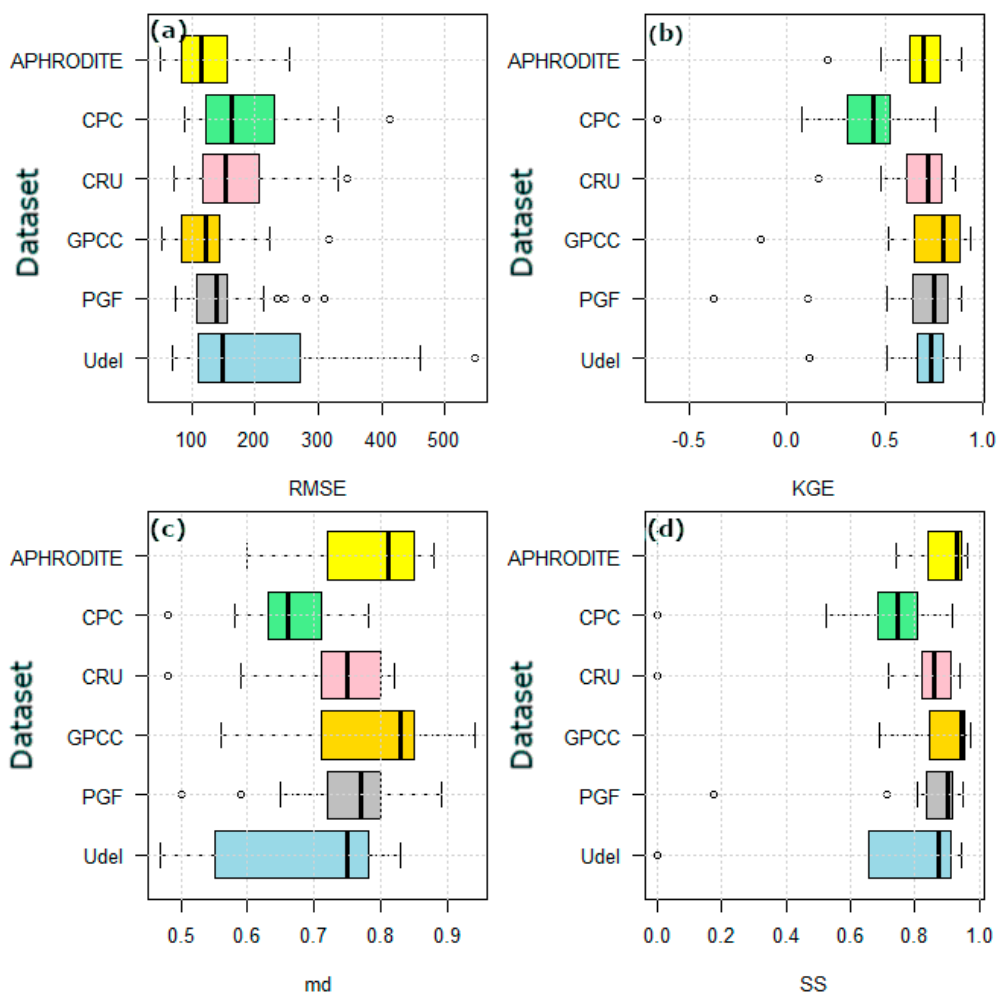 (a)
APHRODITE
CPC
CRU
GPCC
PGF
Udel
Dataset
100 200 300 400 500
RMSE
(b)
APHRODITE
CPC
CRU
GPCC
PGF
Udel
Dataset
-0.5 0.0 0.5 1.0
KGE
(c)
APHRODITE
CPC
CRU
GPCC
PGF
Udel
Dataset
0.5 0.6 0.7 0.8 0.9
md
(d)
APHRODITE
CPC
CRU
GPCC
PGF
Udel
Dataset
0.0 0.2 0.4 0.6 0.8 1.0
SS